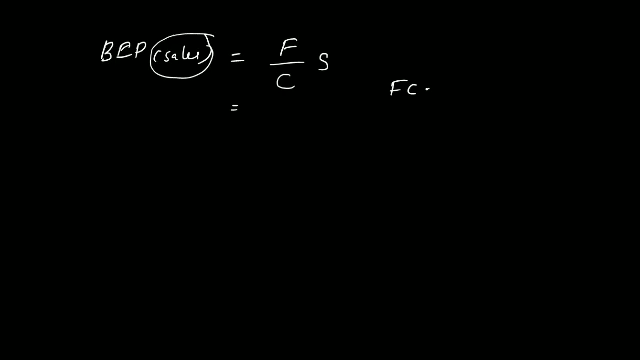 BEP (sales) = F/C S
FC.
=